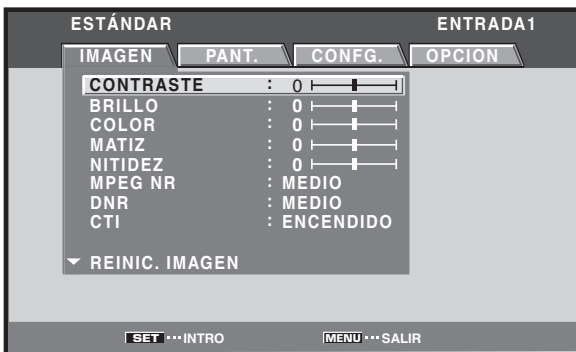 ESTÁNDAR ENTRADA1
IMAGEN PANT. CONFG. OPCION
CONTRASTE : 0
BRILLO : 0
COLOR : 0
MATIZ : 0
NITIDEZ : 0
MPEG NR : MEDIO
DNR : MEDIO
CTI : ENCENDIDO
REINIC. IMAGEN
SET ··· INTRO MENU ··· SALIR